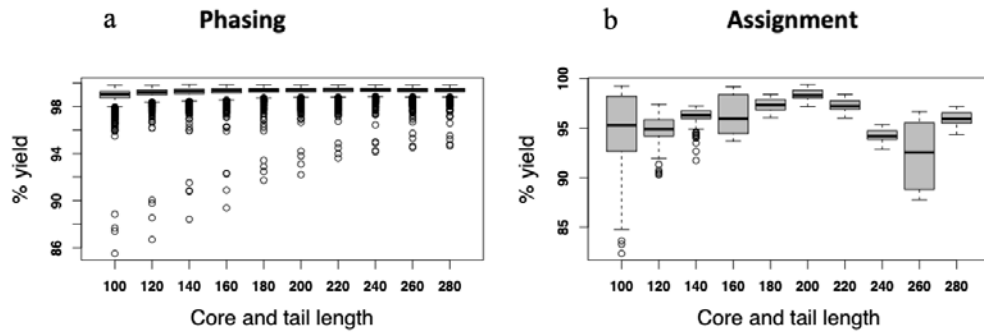 a Phasing
% yield
98
94
90
86
100 120 140 160 180 200 220 240 260 280
Core and tail length
b Assignment
% yield
100
95
90
85
100 120 140 160 180 200 220 240 260 280
Core and tail length